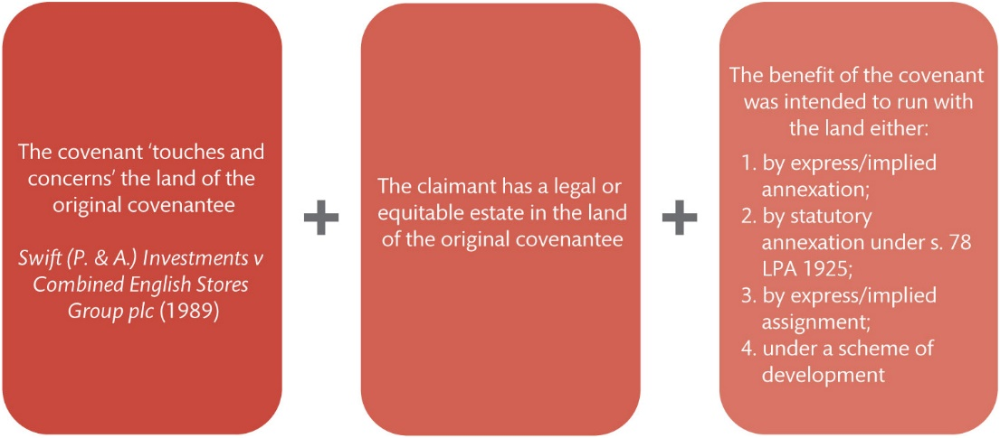 The covenant ‘touches and
concerns’ the land of the
original covenantee
Swift (P. & A.) Investments v
Combined English Stores
Group plc (1989)
+
The claimant has a legal or
equitable estate in the land
of the original covenantee
+
The benefit of the covenant
was intended to run with
the land either:
1. by express/implied
annexation;
2. by statutory
annexation under s. 78
LPA 1925;
3. by express/implied
assignment;
4. under a scheme of
development